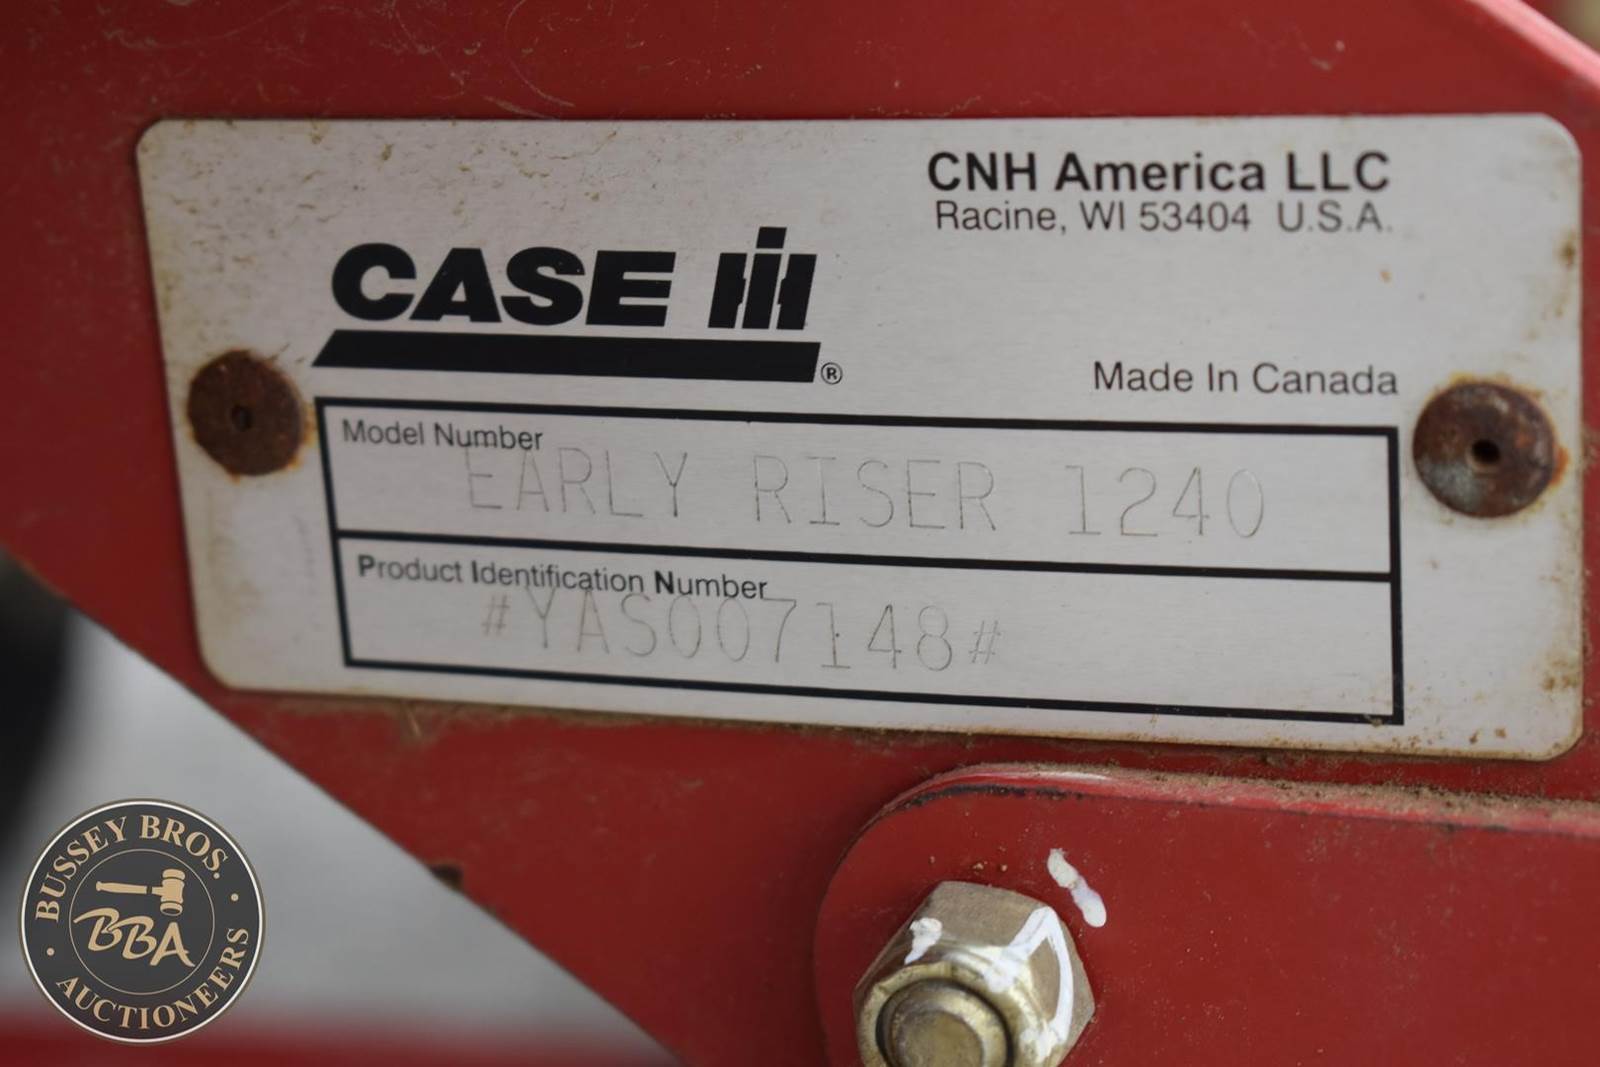 CNH America LLC
Racine, WI 53404 U.S.A.
CASE IH
®
Made In Canada
Model Number
EARLY RISER 1240
Product Identification Number
#YAS007148#
BUSSEY BROS.
BBA
AUCTIONEERS